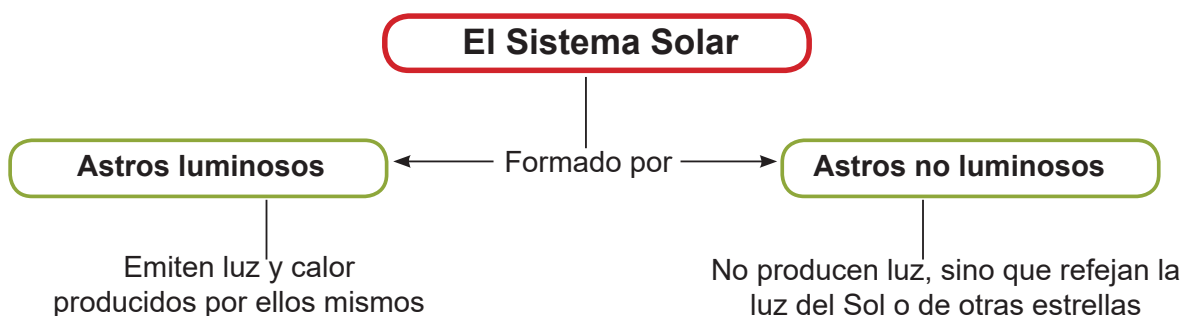 El Sistema Solar
Astros luminosos
Formado por
Astros no luminosos
Emiten luz y calor
producidos por ellos mismos
No producen luz, sino que refejan la
luz del Sol o de otras estrellas